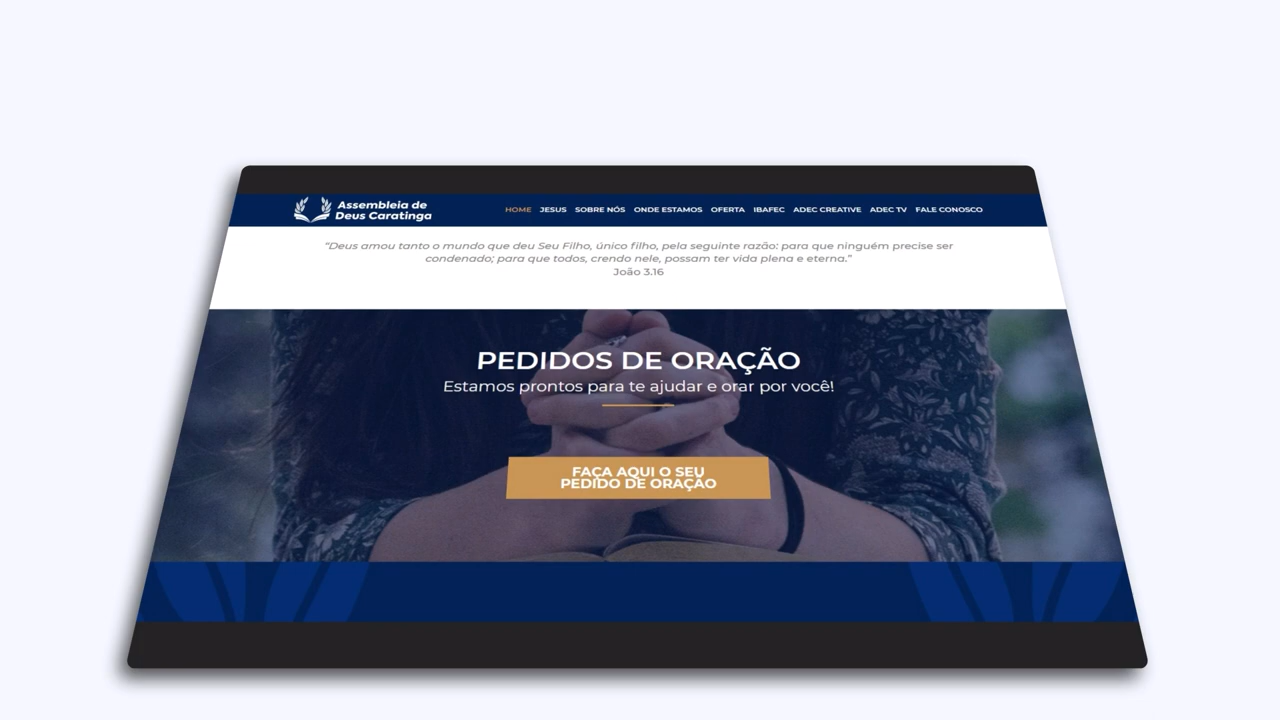 Assembleia de
Deus Caratinga
HOME JESUS SOBRE NÓS ONDE ESTAMOS OFERTA IBAFEC ADEC CREATIVE ADEC TV FALE CONOSCO
“Deus amou tanto o mundo que deu Seu Filho, único filho, pela seguinte razão: para que ninguém precise ser
condenado; para que todos, crendo nele, possam ter vida plena e eterna.”
João 3.16
PEDIDOS DE ORAÇÃO
Estamos prontos para te ajudar e orar por você!
FAÇA AQUI O SEU
PEDIDO DE ORAÇÃO